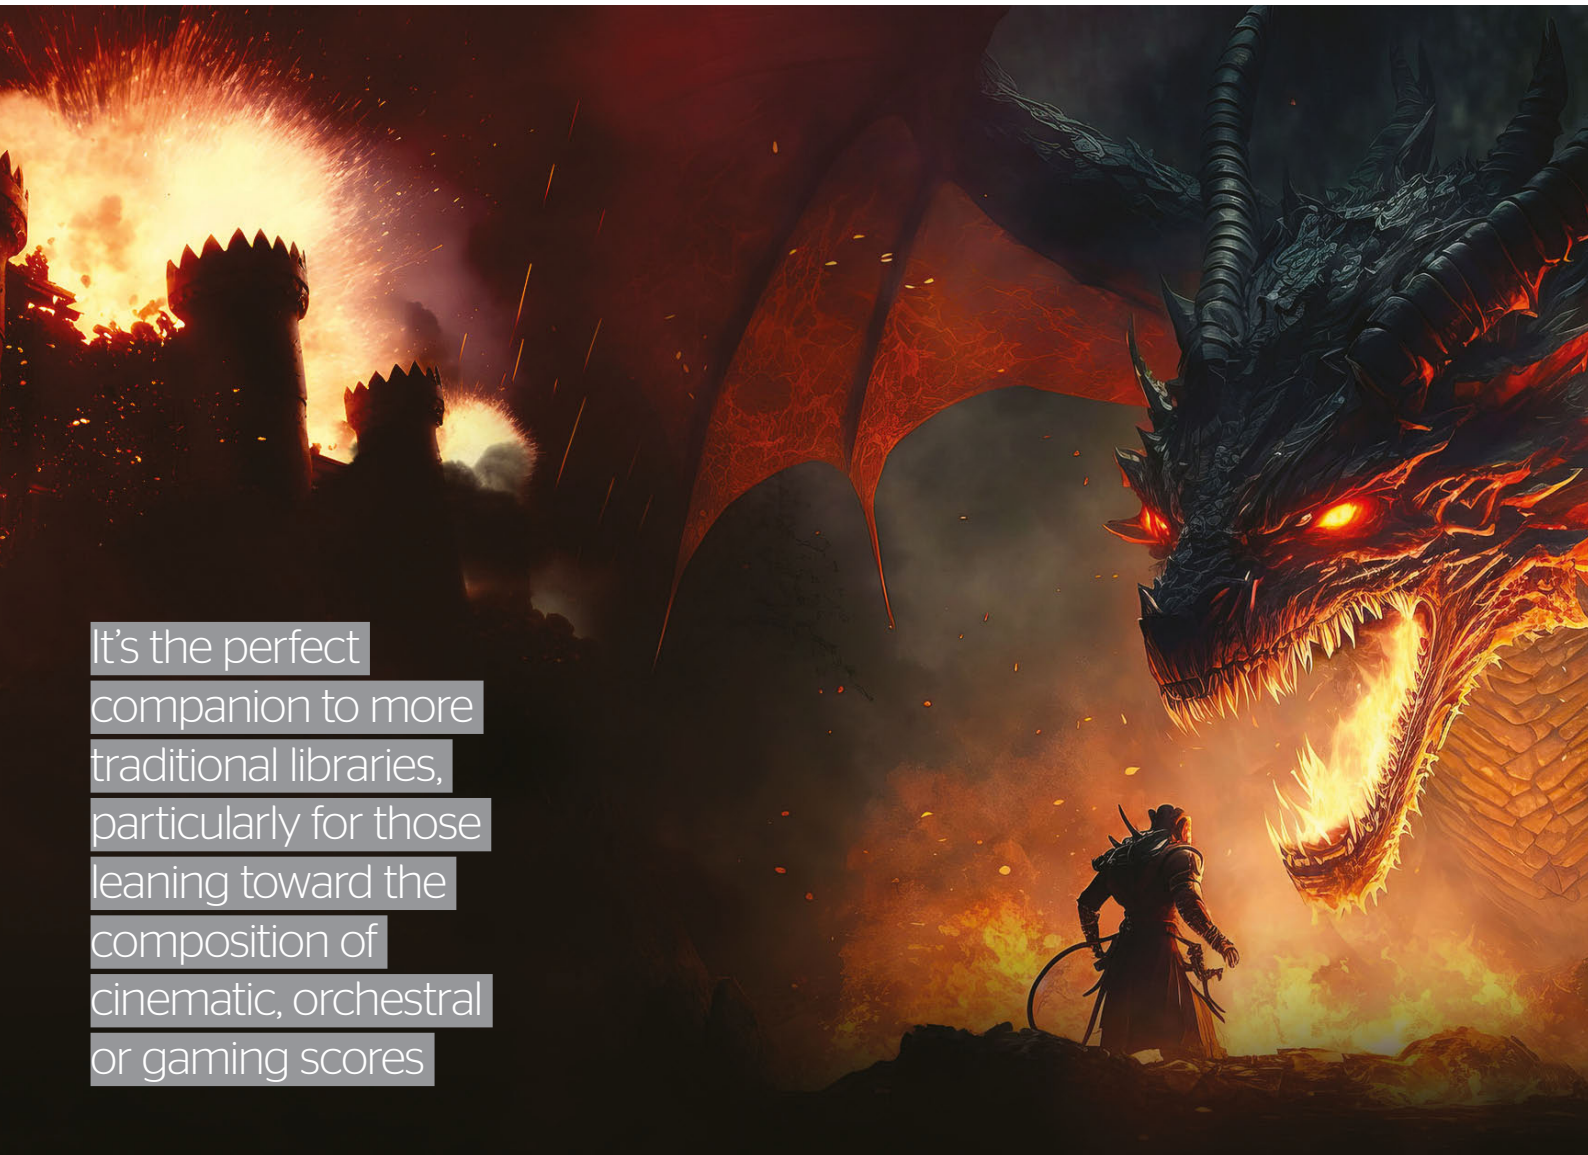 It’s the perfect
companion to more
traditional libraries,
particularly for those
leaning toward the
composition of
cinematic, orchestral
or gaming scores